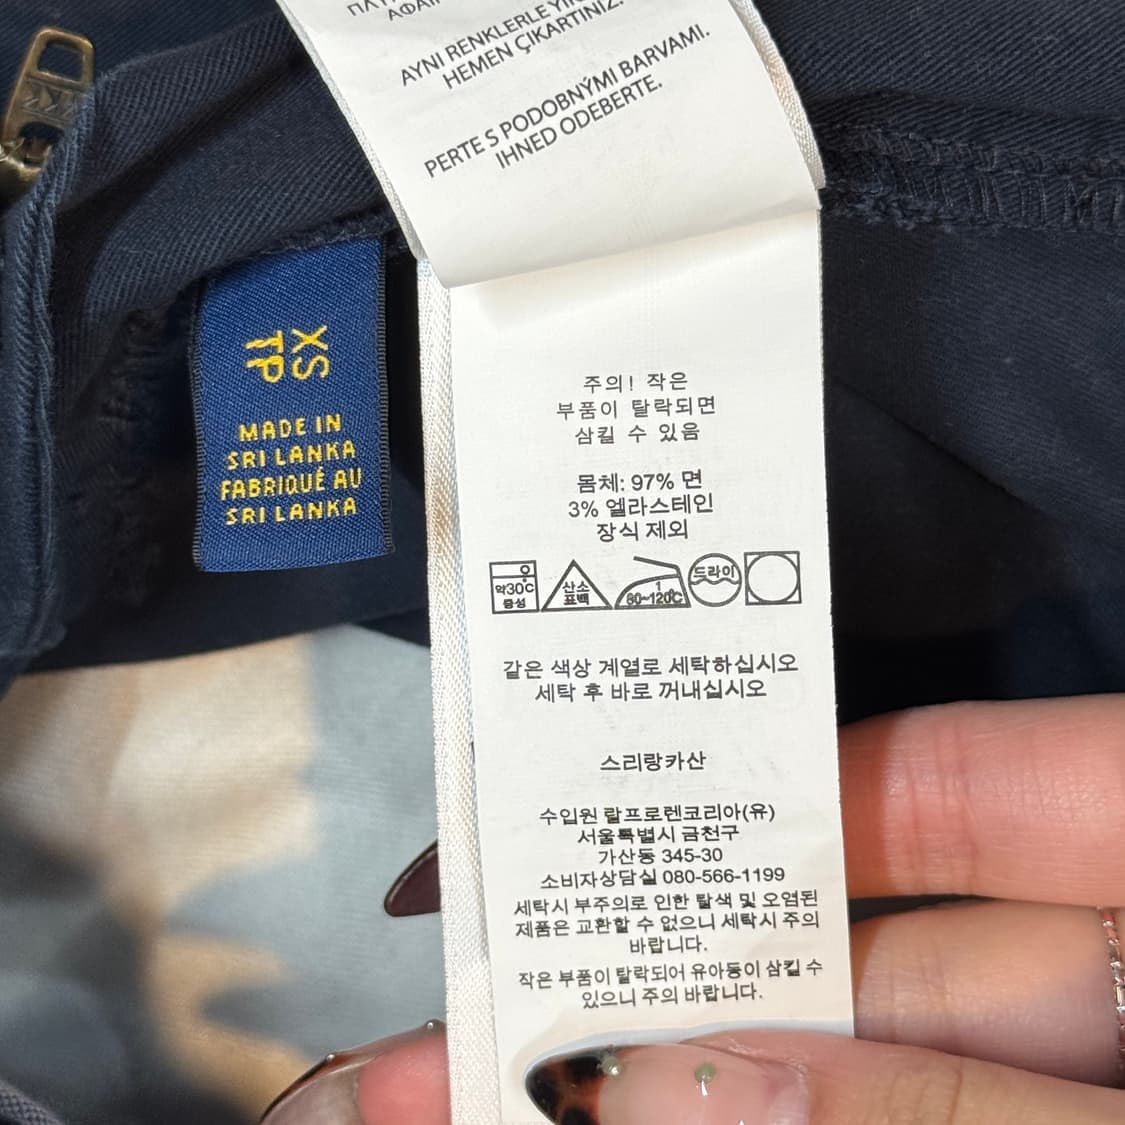 AYNI RENKLERLE
HEMEN ÇIKARTINIZ.
PERTE S PODOBNÝMI BARVAMI.
IHNED ODEBERTE.
XS
TP
MADE IN
SRI LANKA
FABRIQUÉ AU
SRI LANKA
주의! 작은
부품이 탈락되면
삼킬 수 있음
몸체: 97% 면
3% 엘라스테인
장식 제외
약30℃
중성
산소
표백
1
80~120℃
드라이
같은 색상 계열로 세탁하십시오
세탁 후 바로 꺼내십시오
스리랑카산
수입원 랄프로렌코리아(유)
서울특별시 금천구
가산동 345-30
소비자상담실 080-566-1199
세탁시 부주의로 인한 탈색 및 오염된
제품은 교환할 수 없으니 세탁시 주의
바랍니다.
작은 부품이 탈락되어 유아등이 삼킬 수
있으니 주의 바랍니다.